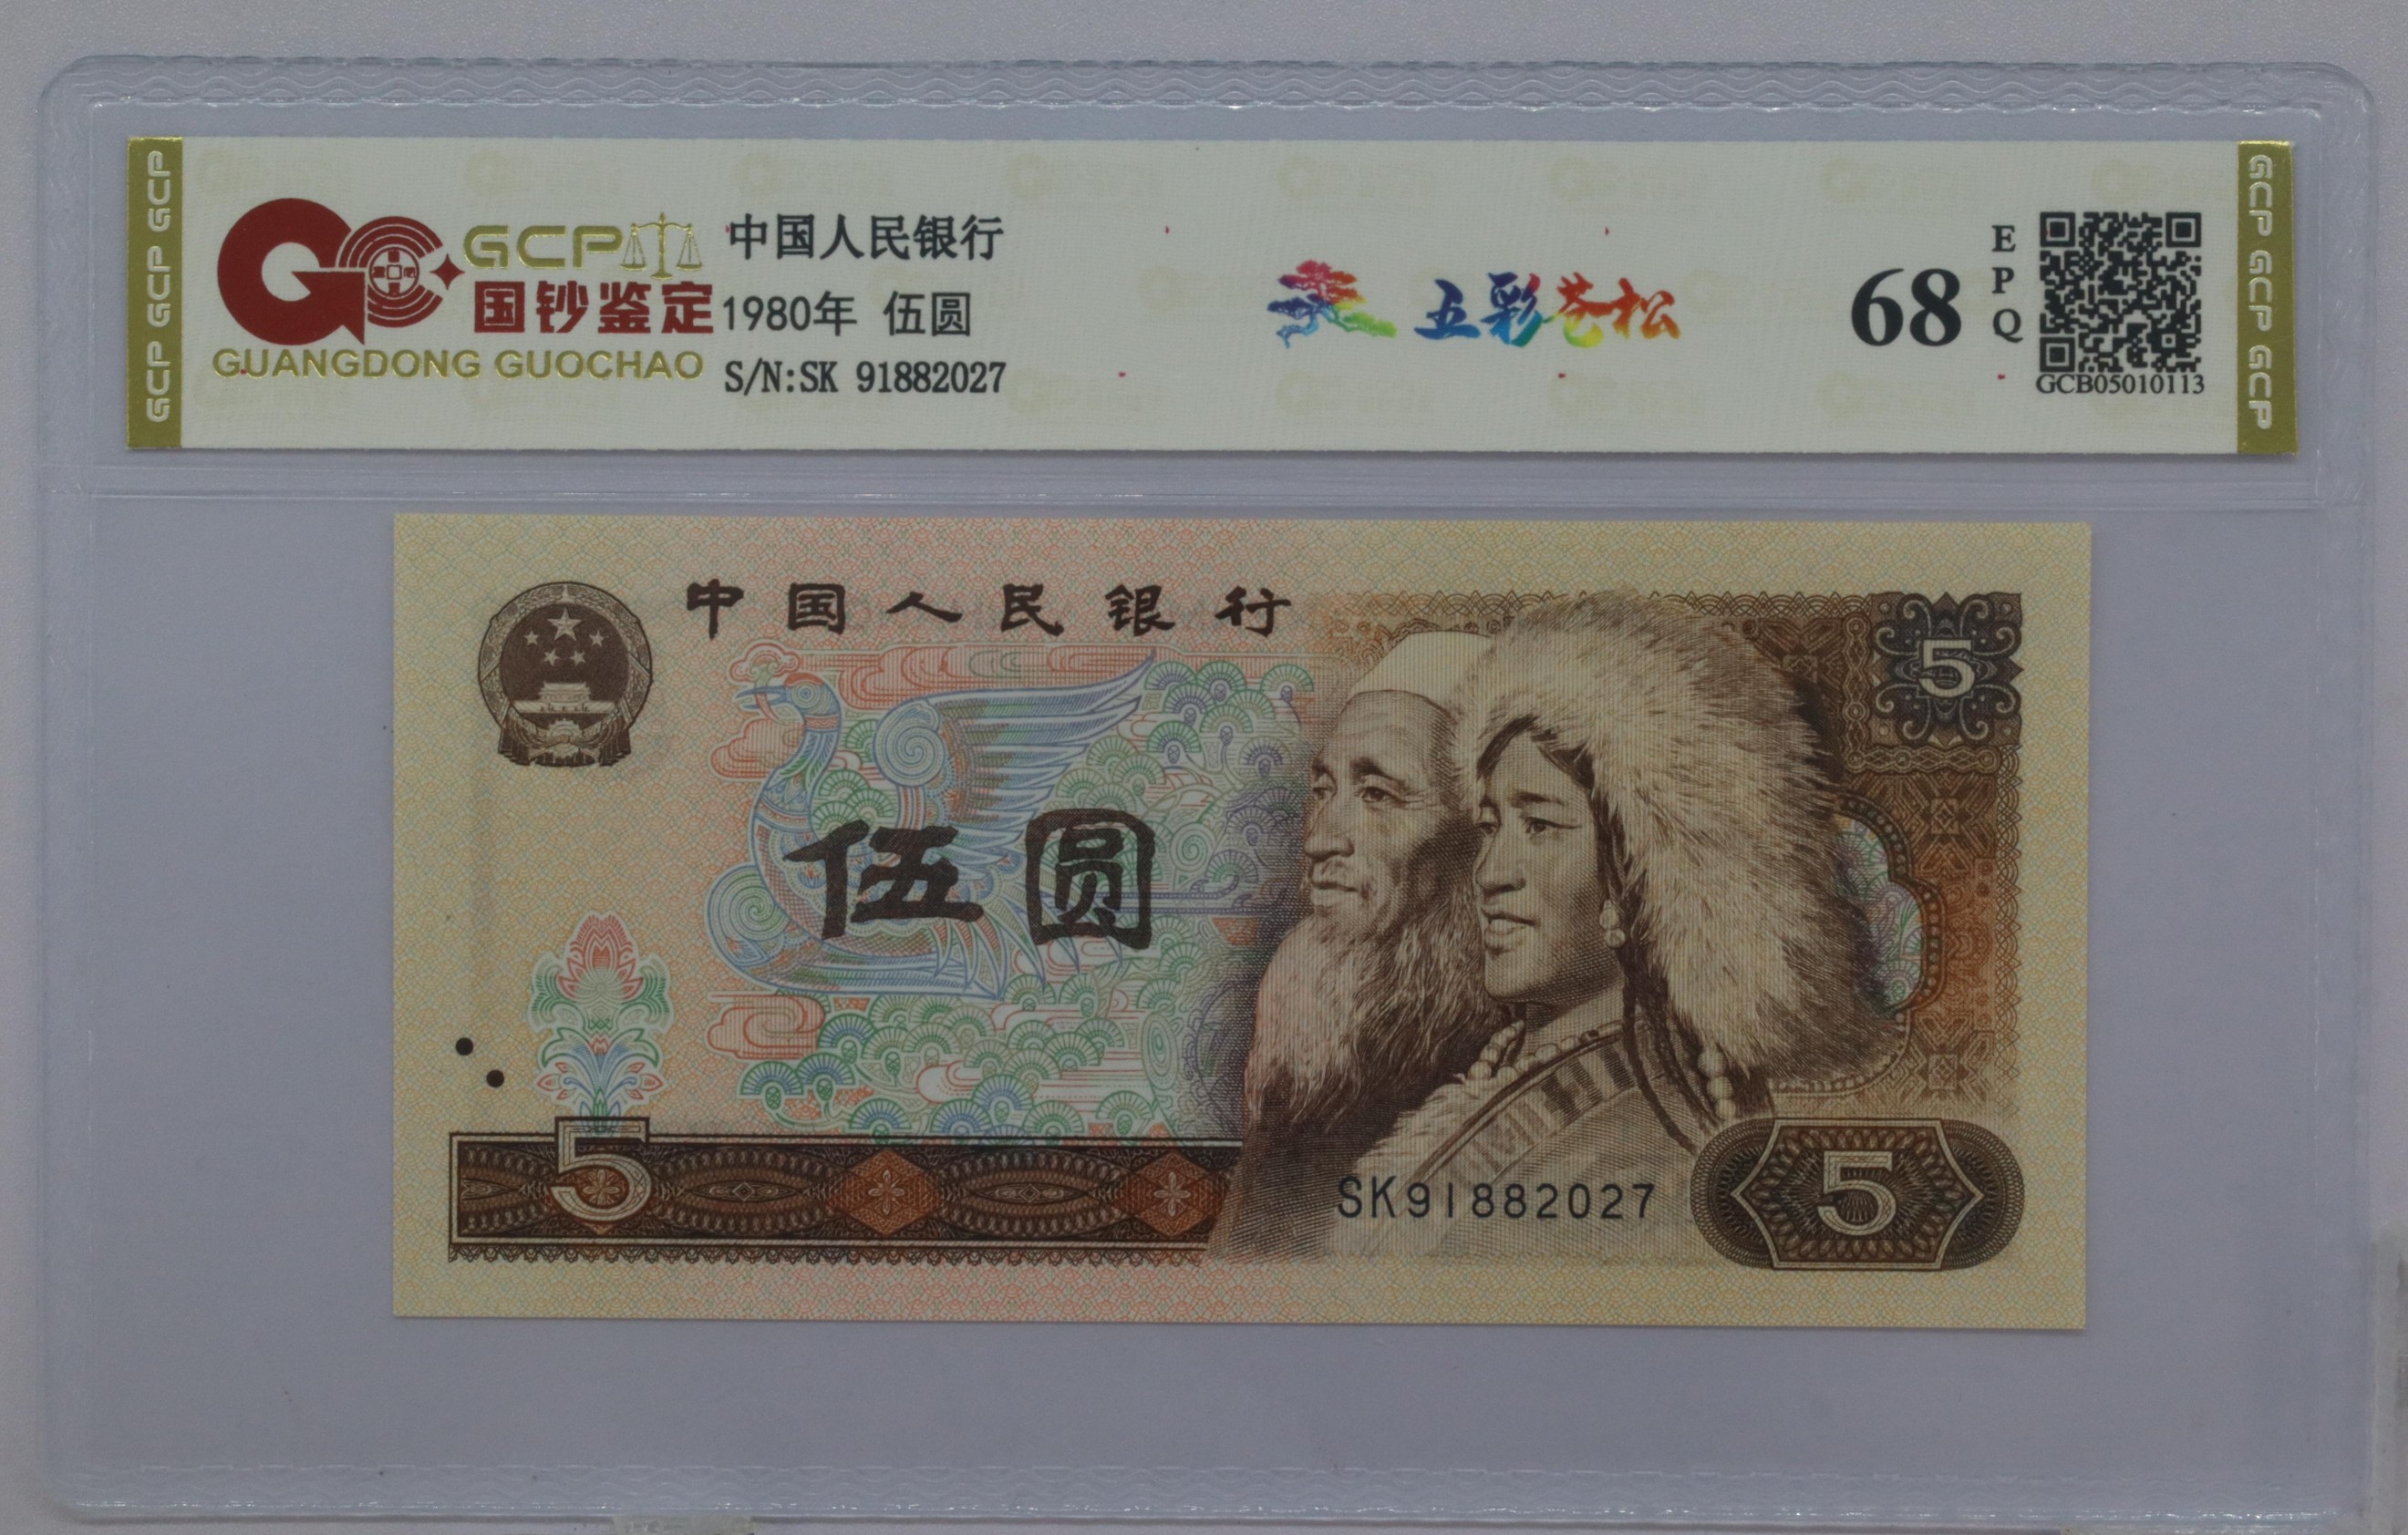 GCP GCP GCP
GCP
国钞鉴定
GUANGDONG GUOCHAO
中国人民银行
1980年 伍圆
S/N:SK 91882027
五彩苍松
68
EPQ
GCB05010113
GCP GCP GCP
中国人民银行
5
伍圆
5
SK91882027
5